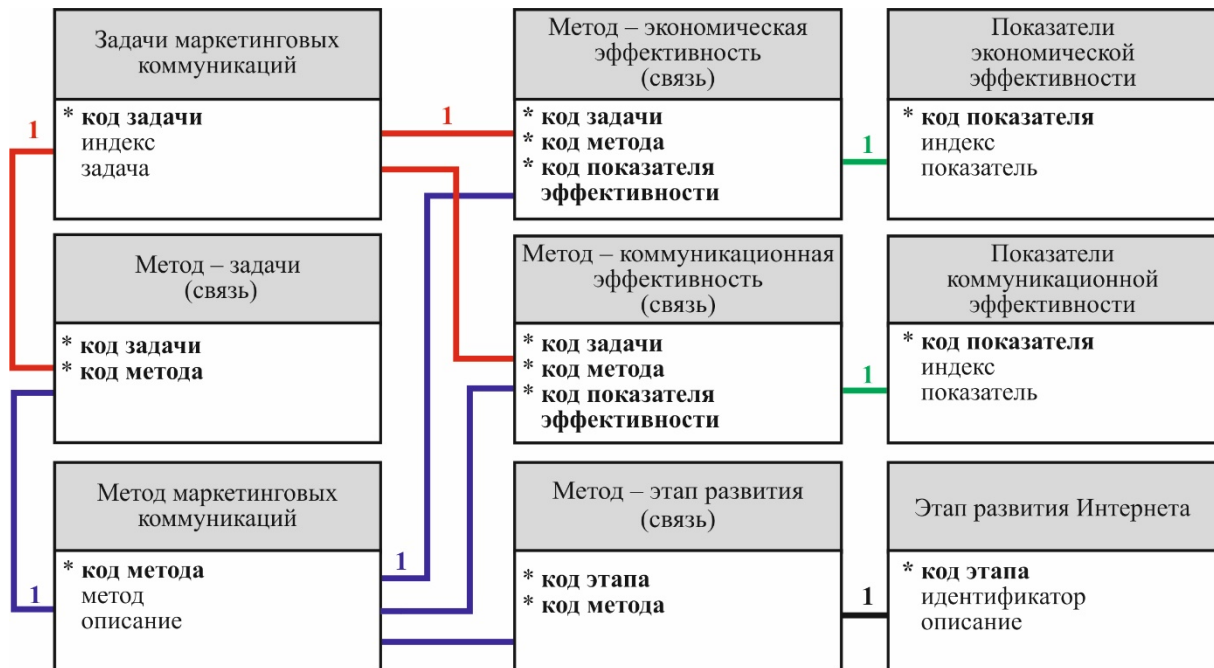 Задачи маркетинговых
коммуникаций
* код задачи
индекс
задача
1
1
Метод – экономическая
эффективность
(связь)
* код задачи
* код метода
* код показателя
эффективности
1
Показатели
экономической
эффективности
* код показателя
индекс
показатель
Метод – задачи
(связь)
* код задачи
* код метода
Метод – коммуникационная
эффективность
(связь)
* код задачи
* код метода
* код показателя
эффективности
1
Показатели
коммуникационной
эффективности
* код показателя
индекс
показатель
Метод маркетинговых
коммуникаций
* код метода
метод
описание
1
1
Метод – этап развития
(связь)
* код этапа
* код метода
1
Этап развития Интернета
* код этапа
идентификатор
описание